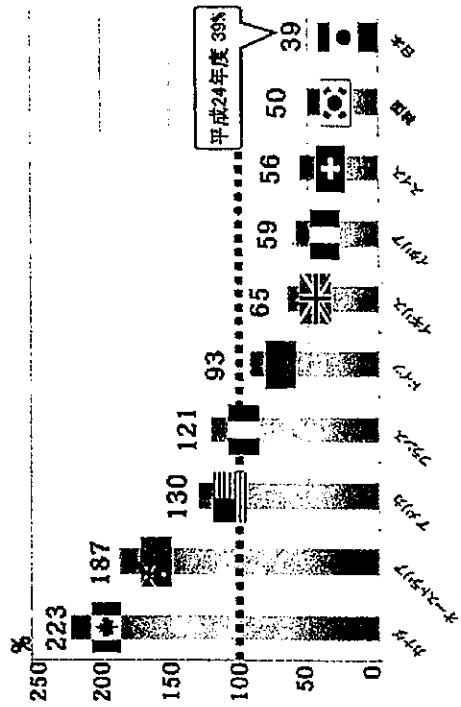 %
250
200
150
100
50
0
223
187
130
121
93
65
59
56
50
39
平成24年度 39%
カナダ
オーストラリア
アメリカ
フランス
ドイツ
イギリス
イタリア
スイス
韓国
日本